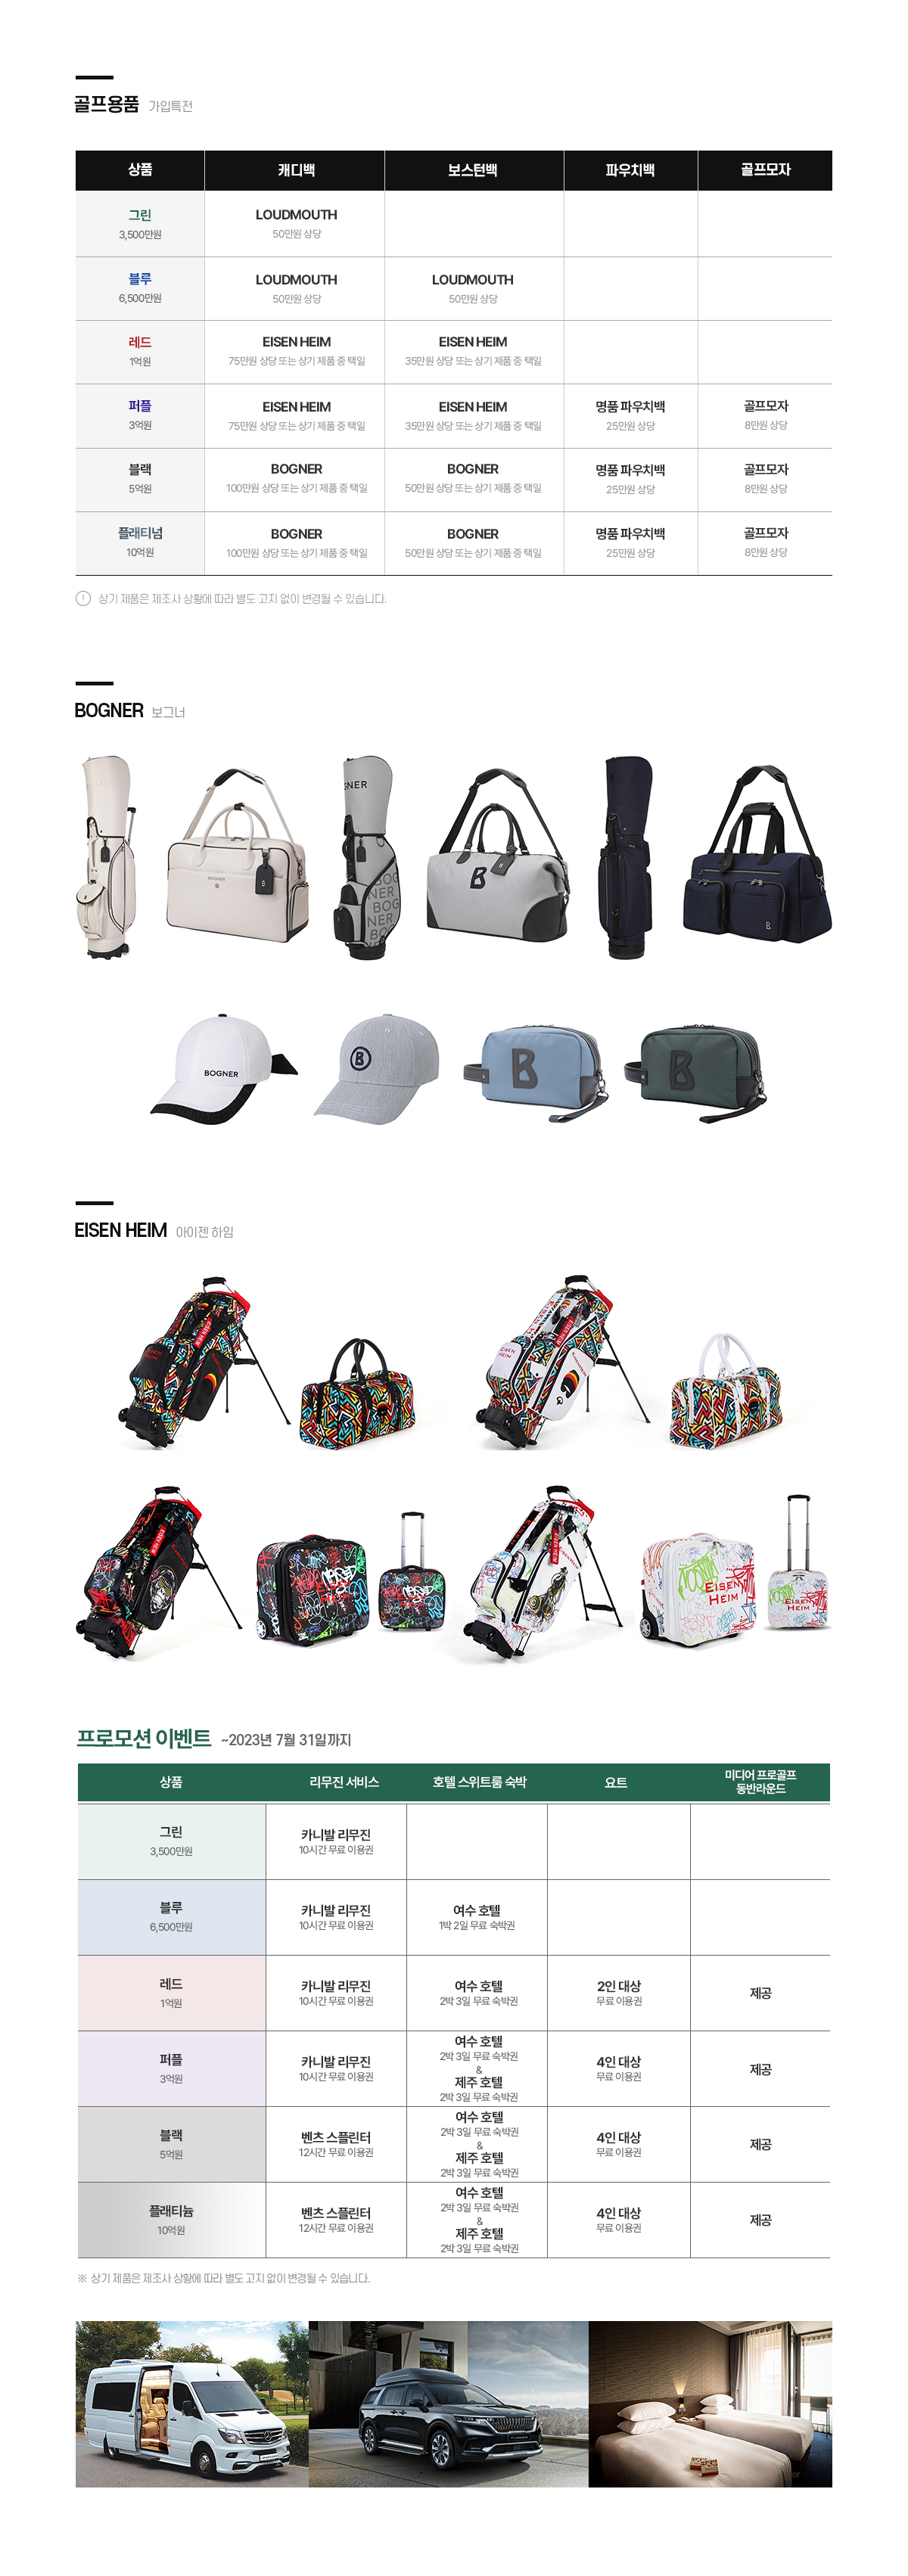 골프용품 가입특전
상품 캐디백 보스턴백 파우치백 골프모자
그린 LOUDMOUTH
3,500만원 50만원 상당
블루 LOUDMOUTH LOUDMOUTH
6,500만원 50만원 상당 50만원 상당
레드 EISEN HEIM EISEN HEIM
1억원 75만원 상당 또는 상기 제품 중 택일 35만원 상당 또는 상기 제품 중 택일
퍼플 EISEN HEIM EISEN HEIM 명품 파우치백 골프모자
3억원 75만원 상당 또는 상기 제품 중 택일 35만원 상당 또는 상기 제품 중 택일 25만원 상당 8만원 상당
블랙 BOGNER BOGNER 명품 파우치백 골프모자
5억원 100만원 상당 또는 상기 제품 중 택일 50만원 상당 또는 상기 제품 중 택일 25만원 상당 8만원 상당
플래티넘 BOGNER BOGNER 명품 파우치백 골프모자
10억원 100만원 상당 또는 상기 제품 중 택일 50만원 상당 또는 상기 제품 중 택일 25만원 상당 8만원 상당
! 상기 제품은 제조사 상황에 따라 별도 고지 없이 변경될 수 있습니다.
BOGNER 보그너
GNER
BOGNER
B
B
BOGNER
B
B
B
EISEN HEIM 아이젠 하임
EISEN HEIM
EISEN HEIM
EISEN HEIM
EISEN HEIM
프로모션 이벤트 ~2023년 7월 31일까지
상품 리무진 서비스 호텔 스위트룸 숙박 요트 미디어 프로골프
동반라운드
그린 카니발 리무진
3,500만원 10시간 무료 이용권
블루 카니발 리무진 여수 호텔
6,500만원 10시간 무료 이용권 1박 2일 무료 숙박권
레드 카니발 리무진 여수 호텔 2인 대상 제공
1억원 10시간 무료 이용권 2박 3일 무료 숙박권 무료 이용권
여수 호텔
2박 3일 무료 숙박권
퍼플 카니발 리무진 & 4인 대상 제공
3억원 10시간 무료 이용권 제주 호텔 무료 이용권
2박 3일 무료 숙박권
여수 호텔
2박 3일 무료 숙박권
블랙 벤츠 스플린터 & 4인 대상 제공
5억원 12시간 무료 이용권 제주 호텔 무료 이용권
2박 3일 무료 숙박권
여수 호텔
2박 3일 무료 숙박권
플래티늄 벤츠 스플린터 & 4인 대상 제공
10억원 12시간 무료 이용권 제주 호텔 무료 이용권
2박 3일 무료 숙박권
※ 상기 제품은 제조사 상황에 따라 별도 고지 없이 변경될 수 있습니다.